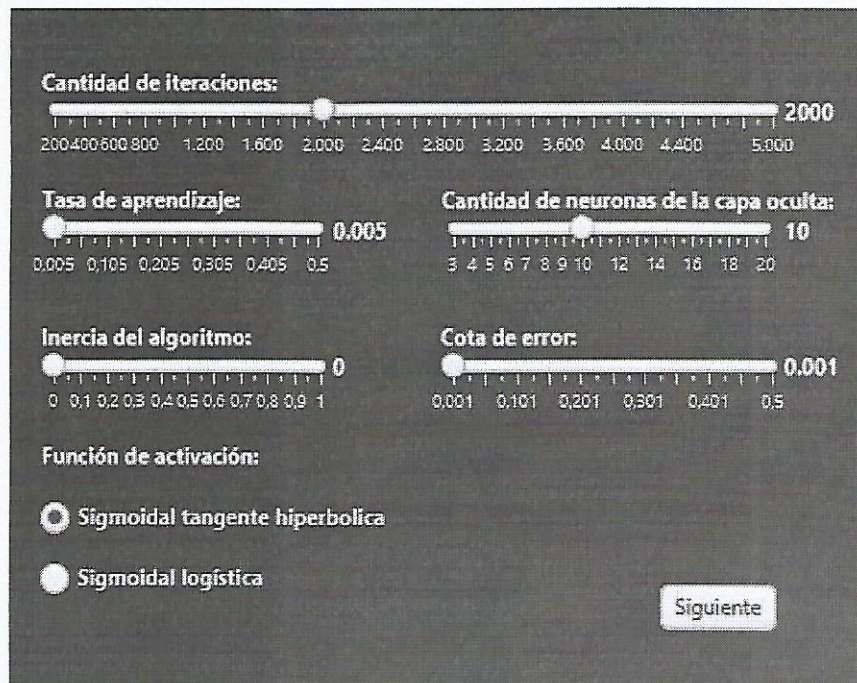 Cantidad de iteraciones:
2000
200 400 600 800 1.200 1.600 2.000 2.400 2.800 3.200 3.600 4.000 4.400 5.000
Tasa de aprendizaje:
0.005
0,005 0,105 0,205 0,305 0,405 0,5
Cantidad de neuronas de la capa oculta:
10
3 4 5 6 7 8 9 10 12 14 16 18 20
Inercia del algoritmo:
0
0 0,1 0,2 0,3 0,4 0,5 0,6 0,7 0,8 0,9 1
Cota de error:
0.001
0,001 0,101 0,201 0,301 0,401 0,5
Función de activación:
Sigmoidal tangente hiperbolica
Sigmoidal logística
Siguiente